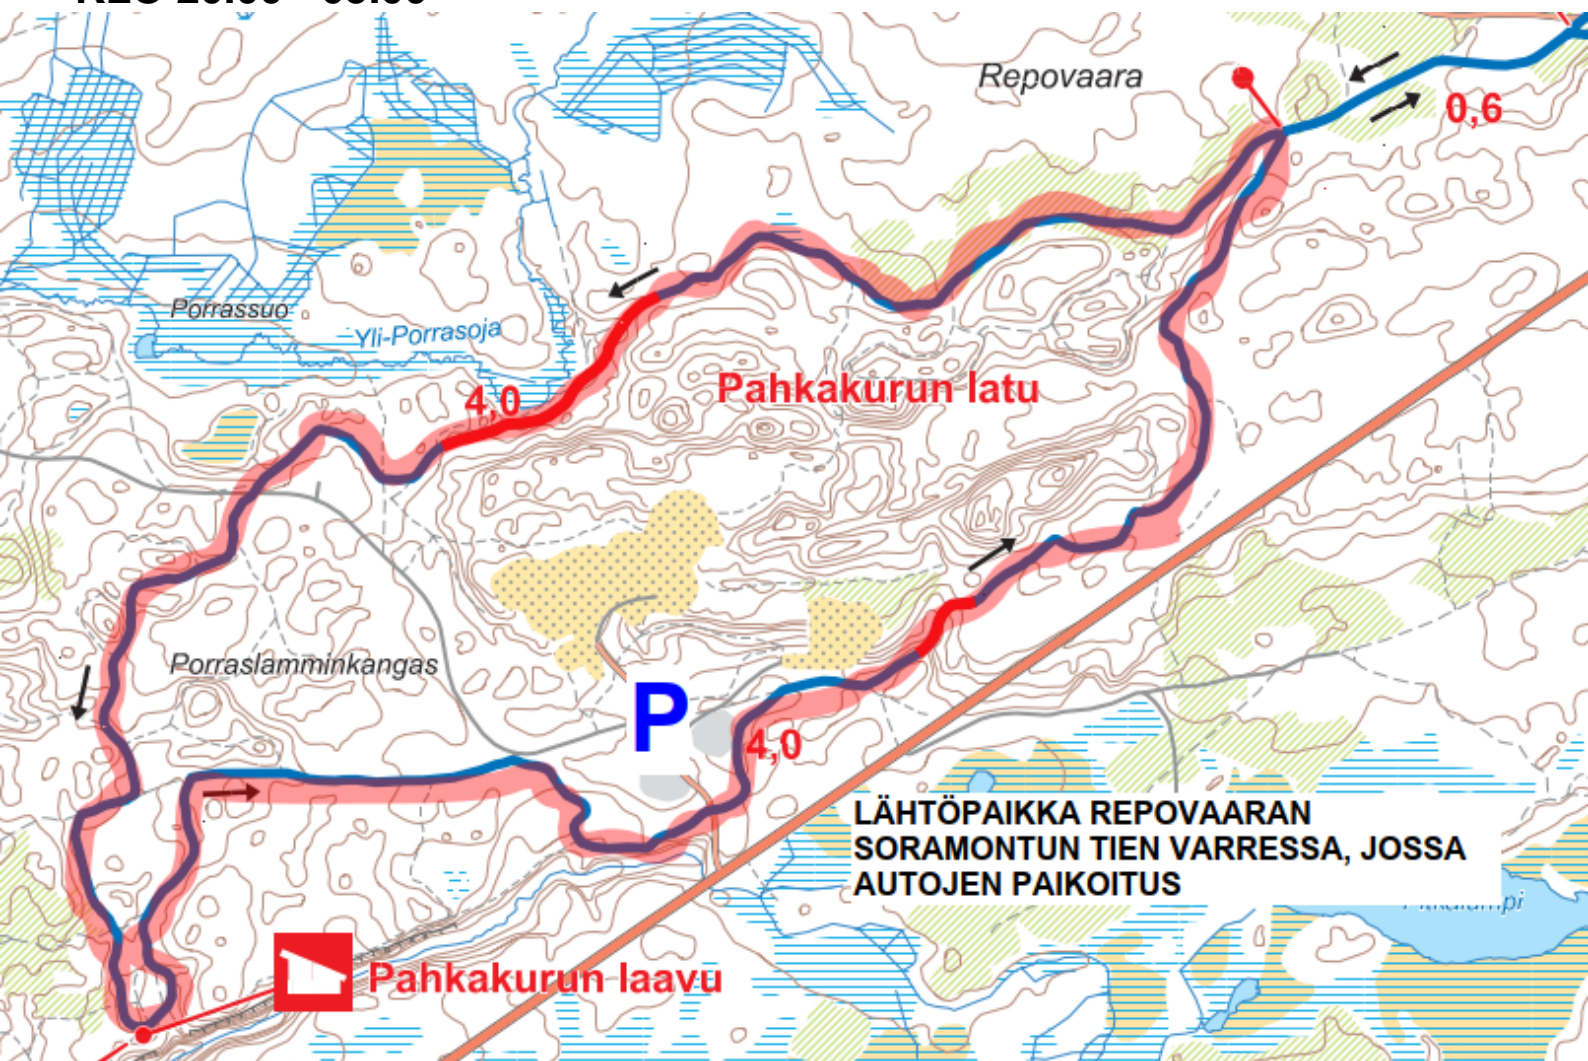 Repovaara
0,6
Porrassuo
Yli-Porrasoja
4,0
Pahkakurun latu
Porraslamminkangas
P
4,0
LÄHTÖPAIKKA REPOVAARAN
SORAMONTUN TIEN VARRESSA, JOSSA
AUTOJEN PAIKOITUS
Pahkakurun laavu